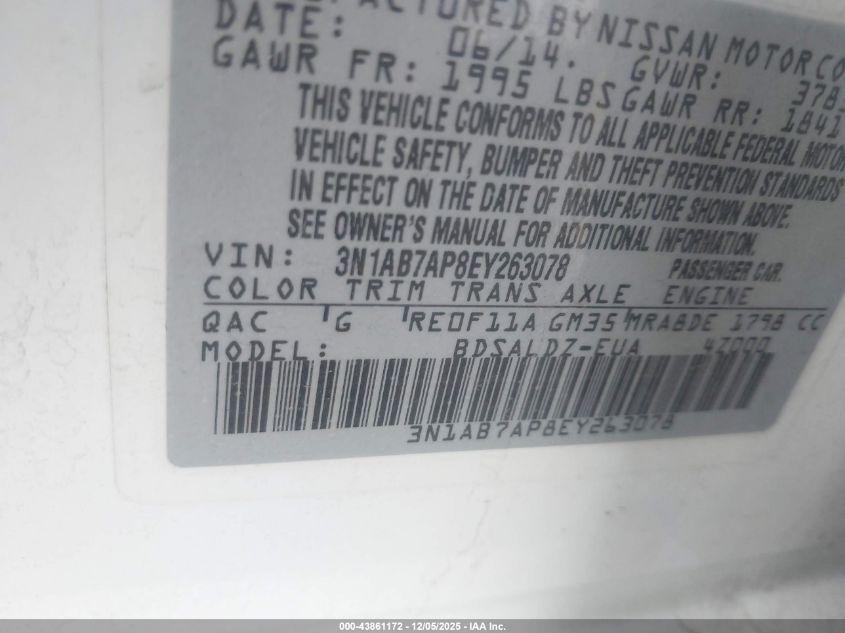 ACTURED BY NISSAN MOTOR CO
DATE: 06/14. GVWR: 378
GAWR FR: 1995 LBS GAWR RR: 1841
THIS VEHICLE CONFORMS TO ALL APPLICABLE FEDERAL MOTOR
VEHICLE SAFETY, BUMPER AND THEFT PREVENTION STANDARDS
IN EFFECT ON THE DATE OF MANUFACTURE SHOWN ABOVE.
SEE OWNER'S MANUAL FOR ADDITIONAL INFORMATION.
VIN: 3N1AB7AP8EY263078 PASSENGER CAR.
COLOR TRIM TRANS AXLE ENGINE
QAC G RE0F11A GM35 MRA8DE 1798 CC
MODEL: BDSALDZ-EUA 4Z000
3N1AB7AP8EY263078
000-43861172 - 12/05/2025 - IAA Inc.